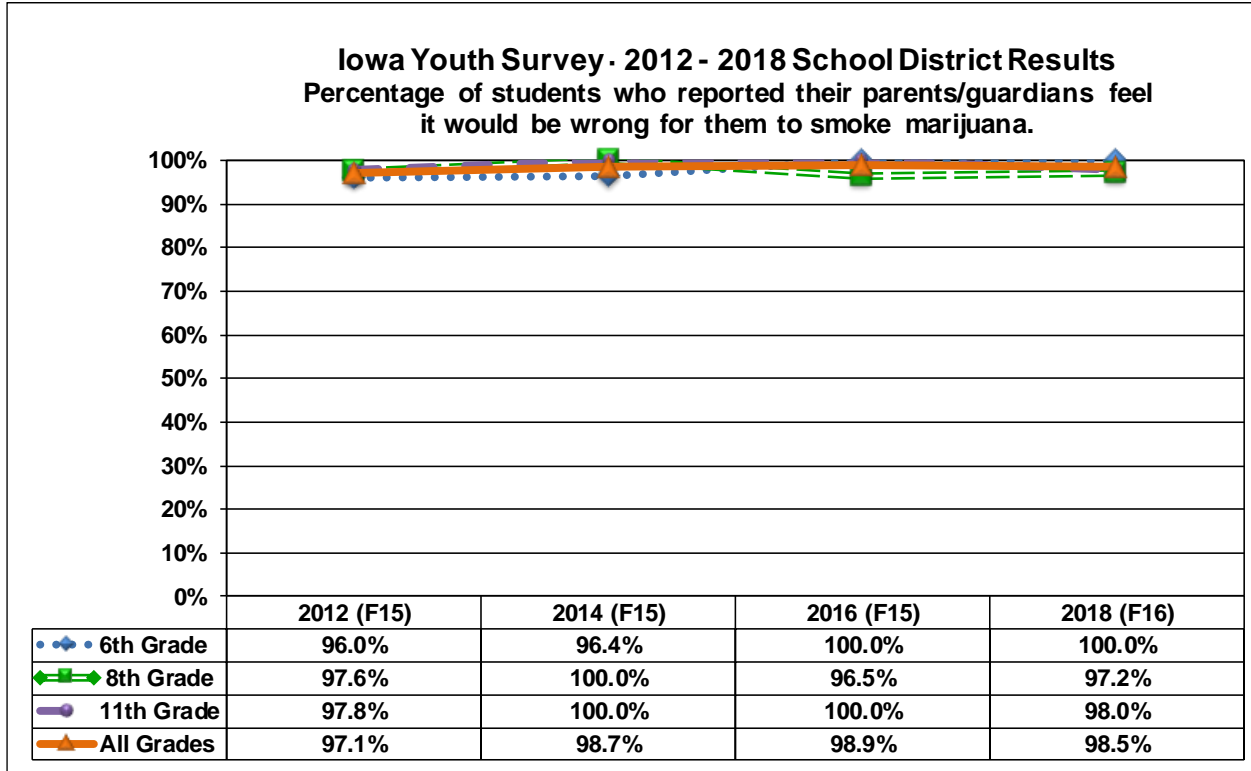 Iowa Youth Survey · 2012 - 2018 School District Results
Percentage of students who reported their parents/guardians feel
it would be wrong for them to smoke marijuana.
100%
90%
80%
70%
60%
50%
40%
30%
20%
10%
0%
2012 (F15) 2014 (F15) 2016 (F15) 2018 (F16)
6th Grade 96.0% 96.4% 100.0% 100.0%
8th Grade 97.6% 100.0% 96.5% 97.2%
11th Grade 97.8% 100.0% 100.0% 98.0%
All Grades 97.1% 98.7% 98.9% 98.5%